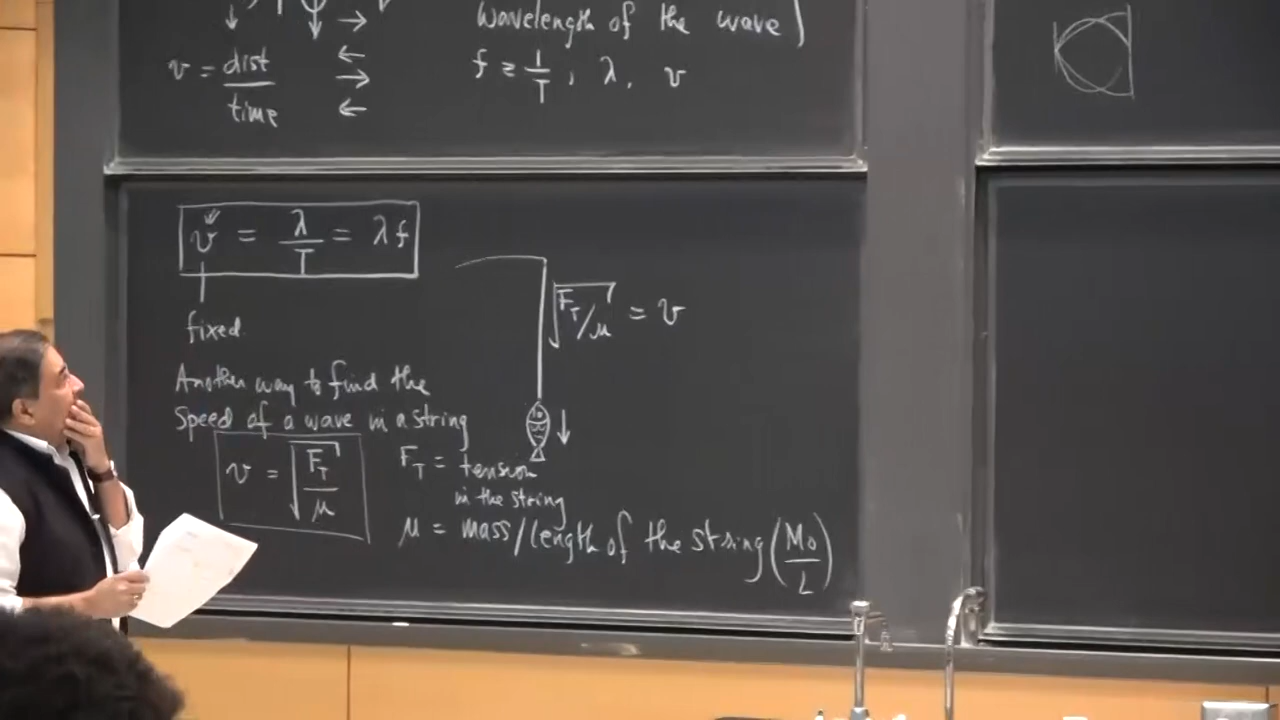 wavelength of the wave)
v = dist/time
f = 1/T, λ, v
v = λ/T = λf
fixed.
√(F_T/μ) = v
Another way to find the
speed of a wave in a string
v = √(F_T/μ)
F_T = tension
in the string
μ = mass/length of the string (M_0/L)